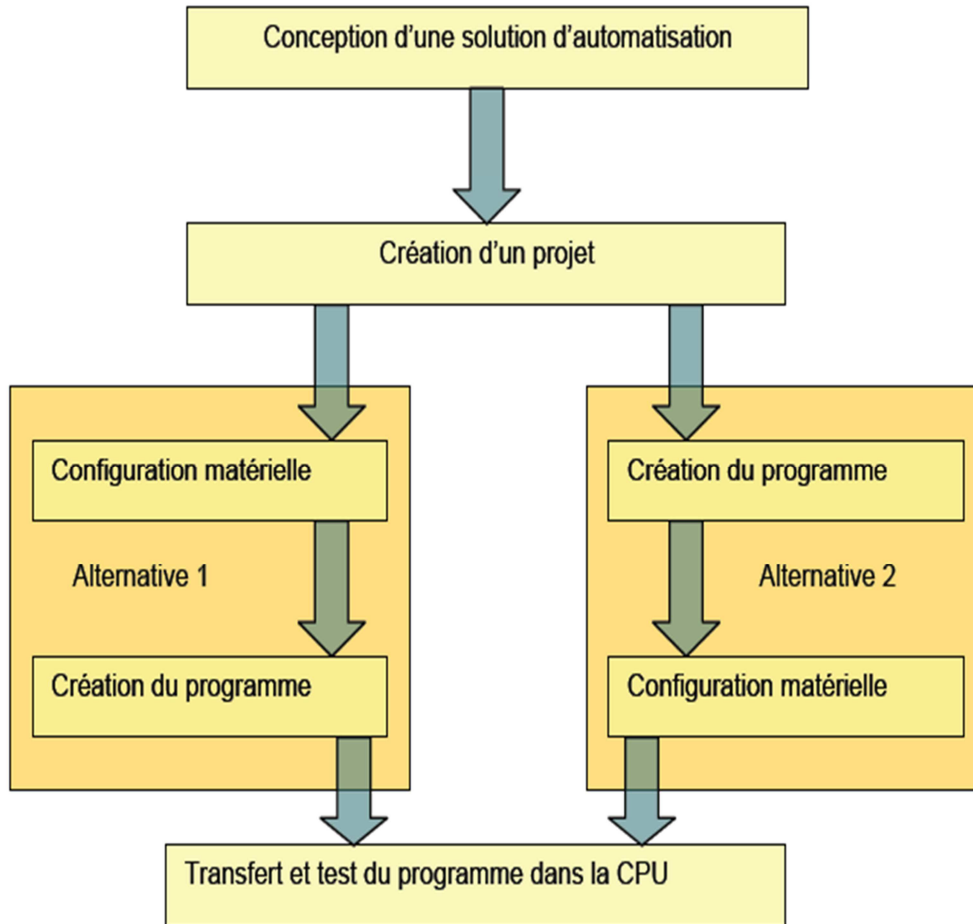 Conception d'une solution d'automatisation
Création d'un projet
Configuration matérielle
Alternative 1
Création du programme
Création du programme
Alternative 2
Configuration matérielle
Transfert et test du programme dans la CPU